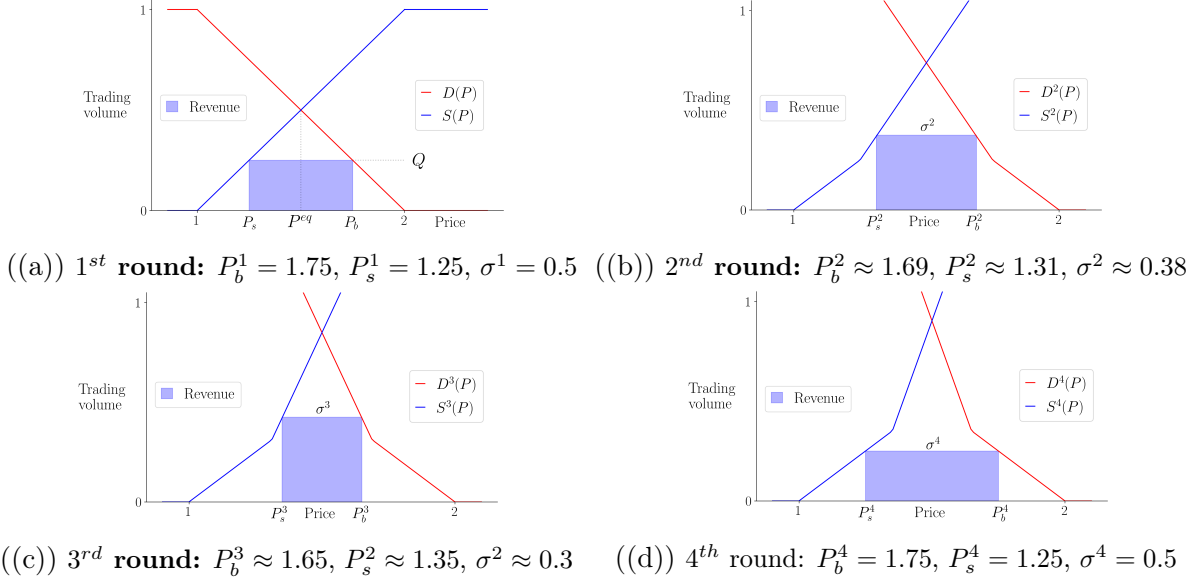 1
1
Trading
volume
Revenue
D(P)
S(P)
Q
0
1
P_s
P^{eq}
P_b
2
Price
Trading
volume
Revenue
D^2(P)
S^2(P)
σ^2
0
1
P_s^2
Price
P_b^2
2
((a)) 1^{st} round: P_b^1 = 1.75, P_s^1 = 1.25, σ^1 = 0.5
((b)) 2^{nd} round: P_b^2 ≈ 1.69, P_s^2 ≈ 1.31, σ^2 ≈ 0.38
1
1
Trading
volume
Revenue
D^3(P)
S^3(P)
σ^3
0
1
P_s^3
Price
P_b^3
2
Trading
volume
Revenue
D^4(P)
S^4(P)
σ^4
0
1
P_s^4
Price
P_b^4
2
((c)) 3^{rd} round: P_b^3 ≈ 1.65, P_s^2 ≈ 1.35, σ^2 ≈ 0.3
((d)) 4^{th} round: P_b^4 = 1.75, P_s^4 = 1.25, σ^4 = 0.5